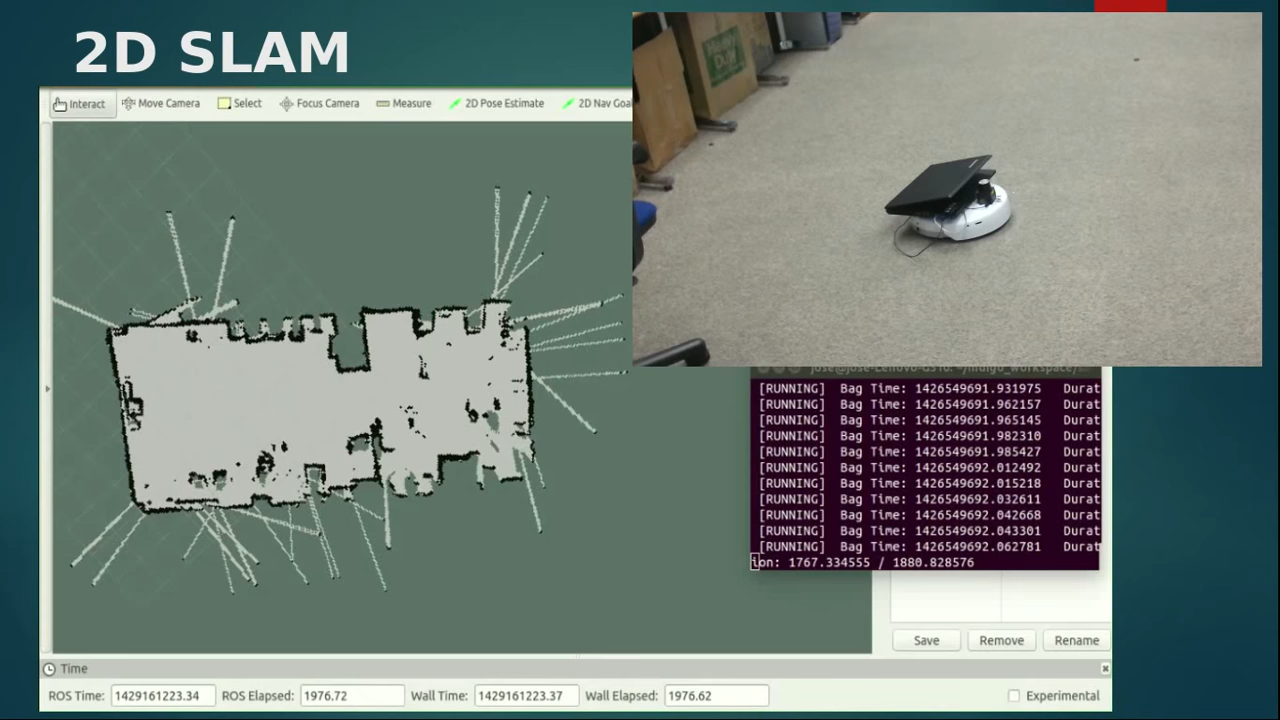 2D SLAM
Interact Move Camera Select Focus Camera Measure 2D Pose Estimate 2D Nav Goa
[RUNNING] Bag Time: 1426549691.931975 Durat
[RUNNING] Bag Time: 1426549691.962157 Durat
[RUNNING] Bag Time: 1426549691.965145 Durat
[RUNNING] Bag Time: 1426549691.982310 Durat
[RUNNING] Bag Time: 1426549691.985427 Durat
[RUNNING] Bag Time: 1426549692.012492 Durat
[RUNNING] Bag Time: 1426549692.015218 Durat
[RUNNING] Bag Time: 1426549692.032611 Durat
[RUNNING] Bag Time: 1426549692.042668 Durat
[RUNNING] Bag Time: 1426549692.043301 Durat
[RUNNING] Bag Time: 1426549692.062781 Durat
ion: 1767.334555 / 1880.828576
Save Remove Rename
Time
ROS Time: 1429161223.34 ROS Elapsed: 1976.72 Wall Time: 1429161223.37 Wall Elapsed: 1976.62 Experimental